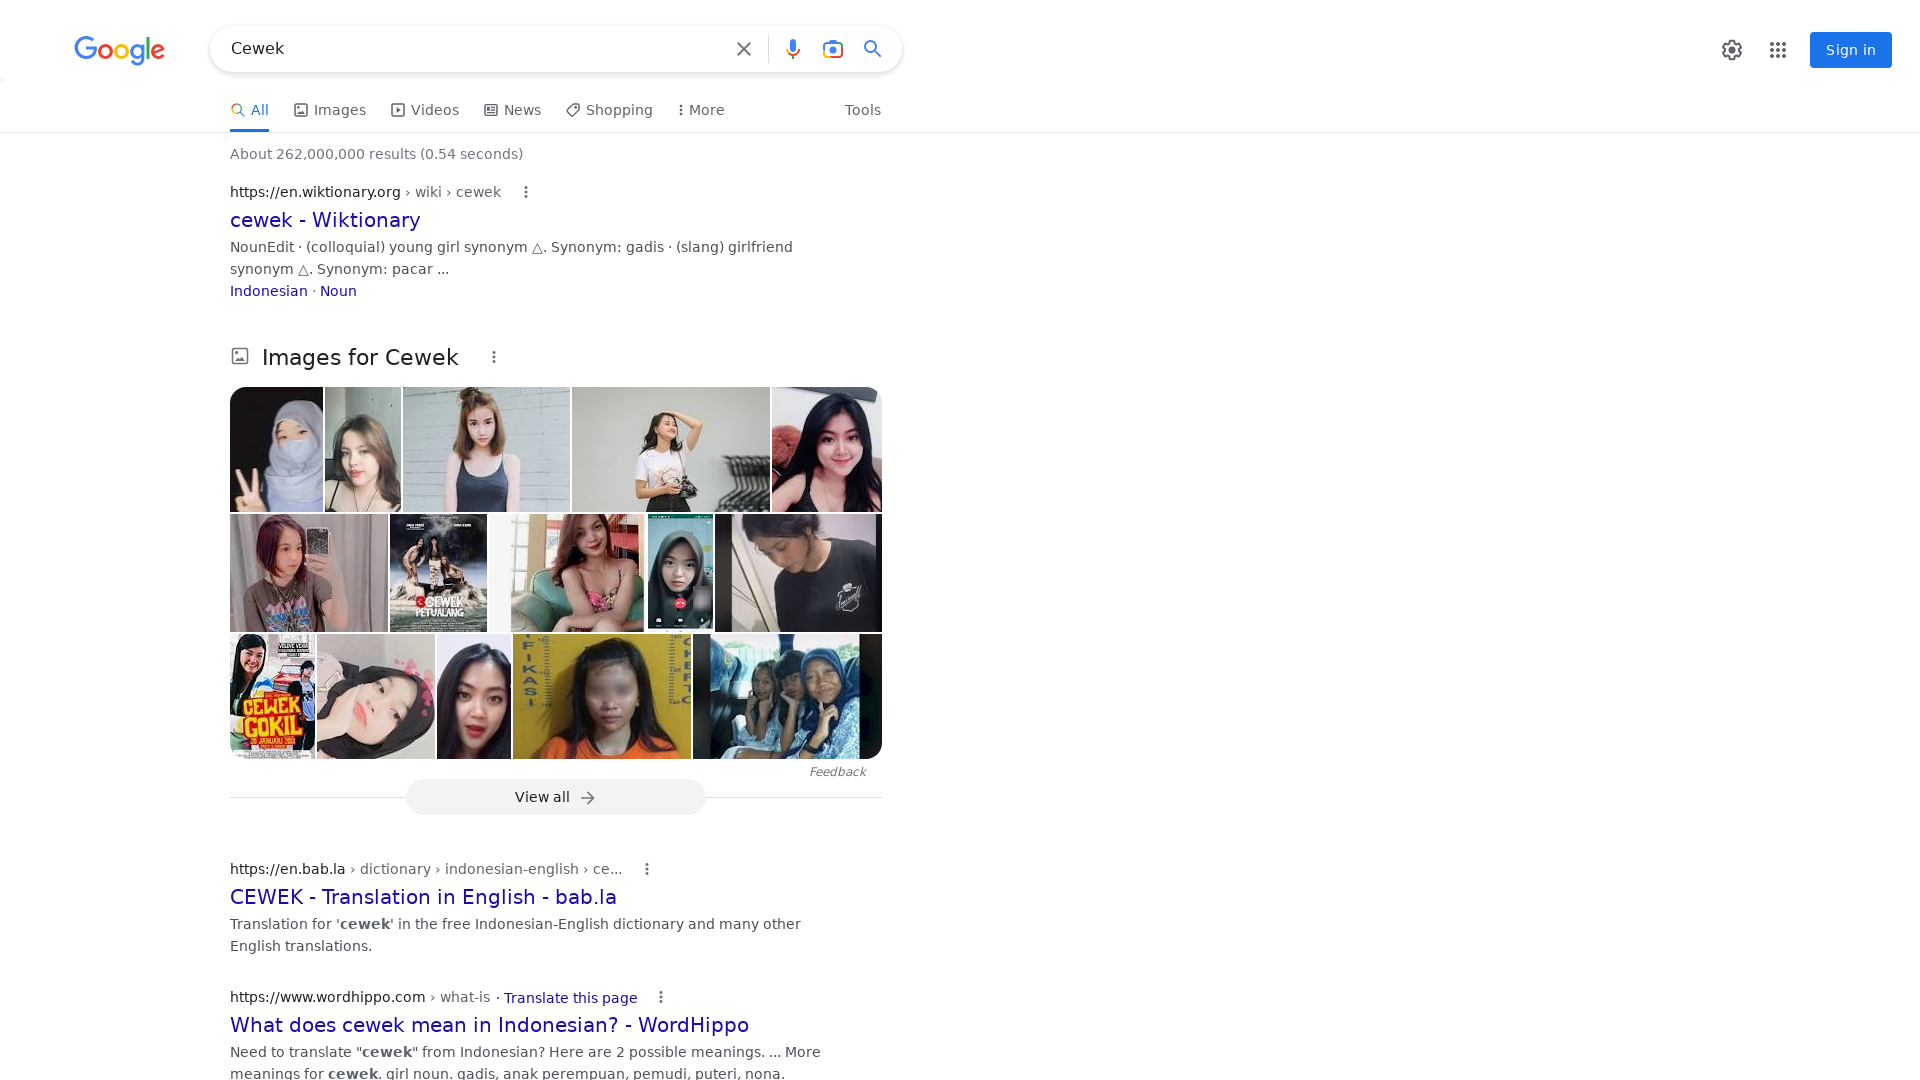 Google
Cewek
Sign in
All
Images
Videos
News
Shopping
More
Tools
About 262,000,000 results (0.54 seconds)
https://en.wiktionary.org › wiki › cewek
cewek - Wiktionary
NounEdit · (colloquial) young girl synonym △. Synonym: gadis · (slang) girlfriend
synonym △. Synonym: pacar ...
Indonesian · Noun
Images for Cewek
3 CEWEK
PETUALANG
CEWEK
GOKIL
FIKASI
Feedback
View all
https://en.bab.la › dictionary › indonesian-english › ce...
CEWEK - Translation in English - bab.la
Translation for 'cewek' in the free Indonesian-English dictionary and many other
English translations.
https://www.wordhippo.com › what-is · Translate this page
What does cewek mean in Indonesian? - WordHippo
Need to translate "cewek" from Indonesian? Here are 2 possible meanings. ... More
meanings for cewek. girl noun. gadis, anak perempuan, pemudi, puteri, nona.